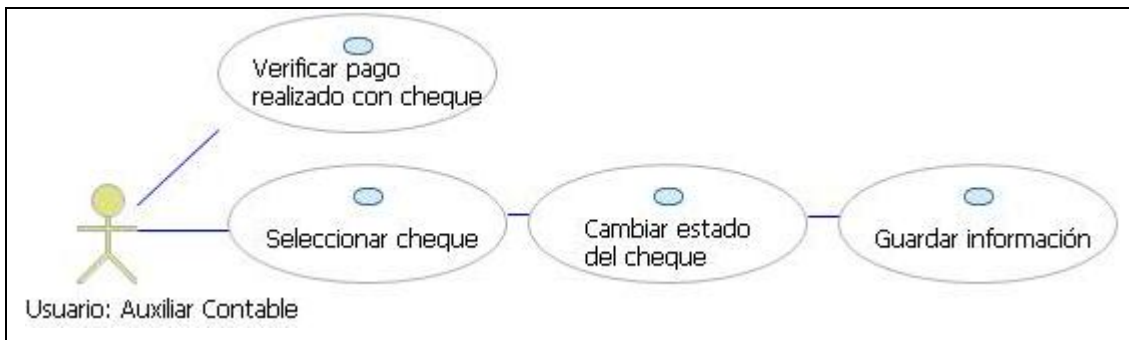 Verificar pago
realizado con cheque
Seleccionar cheque
Cambiar estado
del cheque
Guardar información
Usuario: Auxiliar Contable